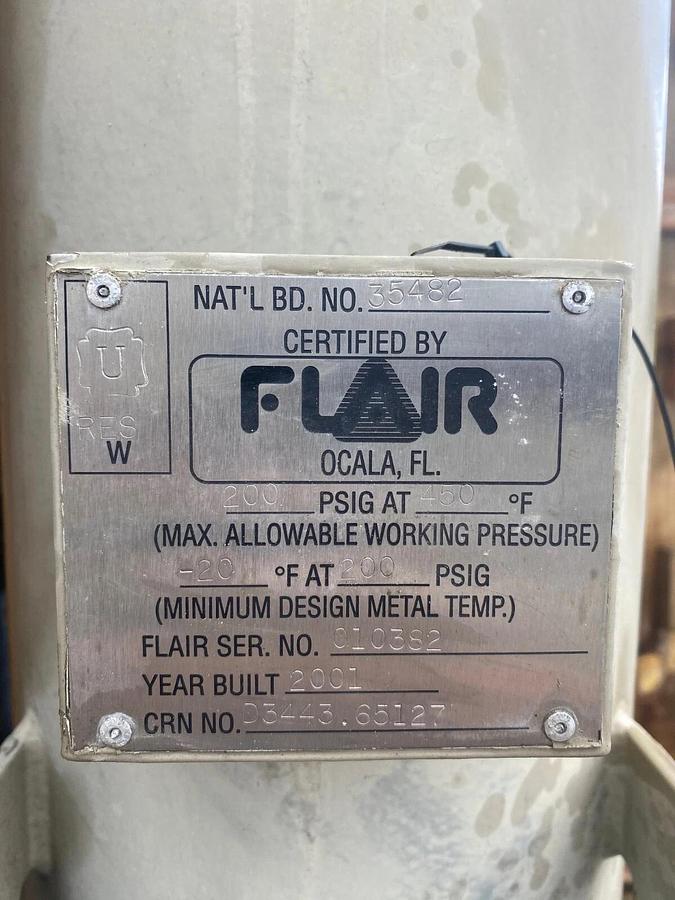 NAT'L BD. NO. 35482
CERTIFIED BY
U
FLAIR
RES
W
OCALA, FL.
200 PSIG AT 450 °F
(MAX. ALLOWABLE WORKING PRESSURE)
-20 °F AT 200 PSIG
(MINIMUM DESIGN METAL TEMP.)
FLAIR SER. NO. 010382
YEAR BUILT 2001
CRN NO. D3443.65127